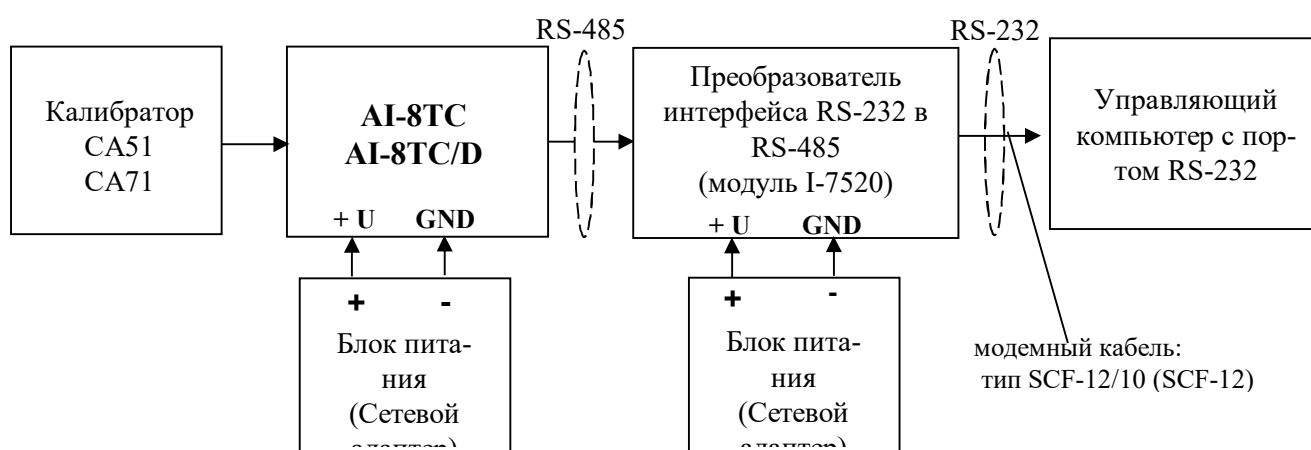 RS-485
RS-232
Калибратор
CA51
CA71
AI-8TC
AI-8TC/D
+ U GND
Преобразователь
интерфейса RS-232 в
RS-485
(модуль I-7520)
+ U GND
Управляющий
компьютер с пор-
том RS-232
+ -
Блок пита-
ния
(Сетевой
адаптер)
+ -
Блок пита-
ния
(Сетевой
адаптер)
модемный кабель:
тип SCF-12/10 (SCF-12)